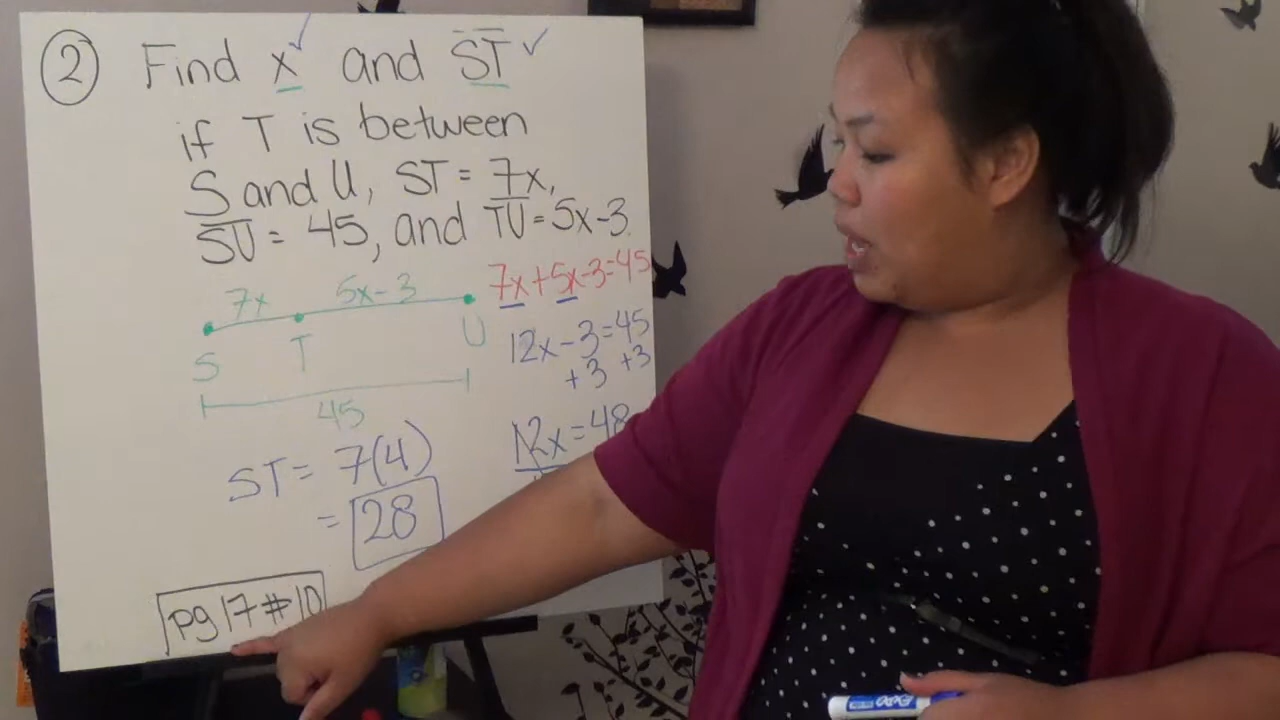 2 Find x and ST
if T is between
S and U, ST = 7x,
SU = 45, and TU = 5x-3.
7x 5x-3
S T U
45
7x+5x-3=45
12x-3=45
+3 +3
12x=48
ST = 7(4)
= 28
pg 17 #10
EXPO